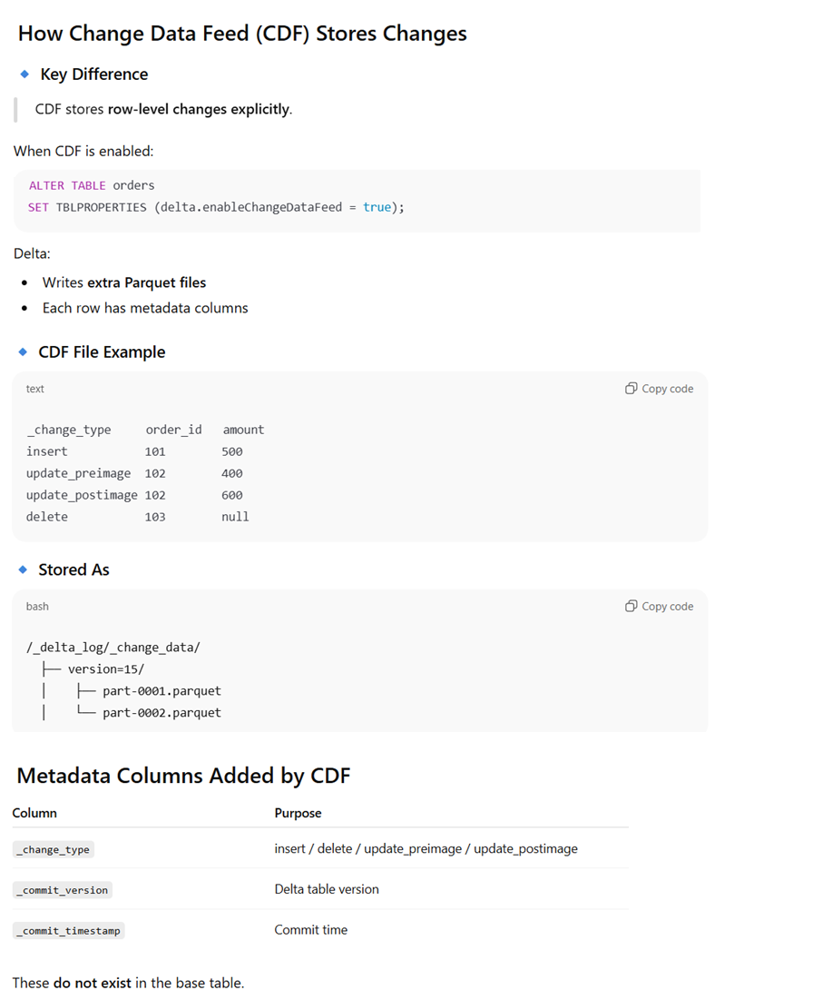 How Change Data Feed (CDF) Stores Changes
Key Difference
CDF stores row-level changes explicitly.
When CDF is enabled:
ALTER TABLE orders
SET TBLPROPERTIES (delta.enableChangeDataFeed = true);
Delta:
• Writes extra Parquet files
• Each row has metadata columns
CDF File Example
text Copy code
_change_type order_id amount
insert 101 500
update_preimage 102 400
update_postimage 102 600
delete 103 null
Stored As
bash Copy code
/_delta_log/_change_data/
├── version=15/
│ ├── part-0001.parquet
│ └── part-0002.parquet
Metadata Columns Added by CDF
Column Purpose
_change_type insert / delete / update_preimage / update_postimage
_commit_version Delta table version
_commit_timestamp Commit time
These do not exist in the base table.